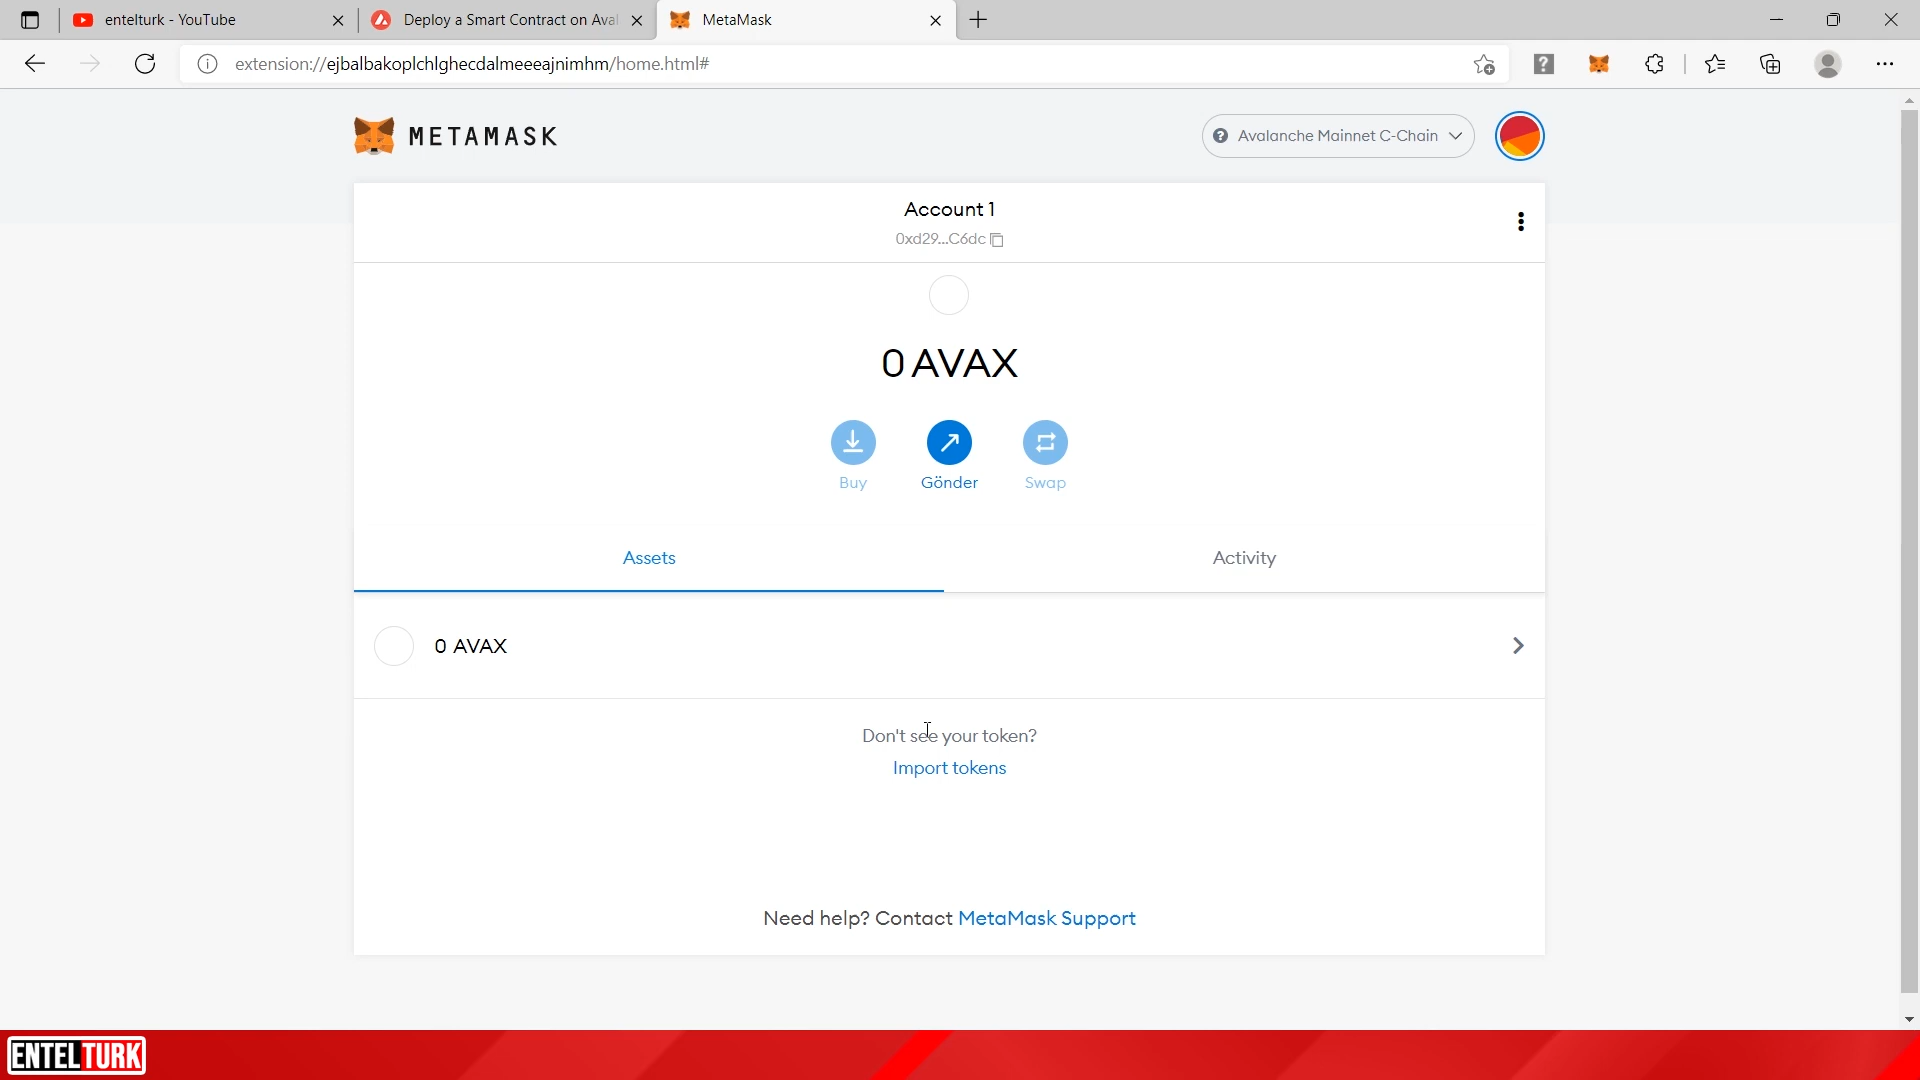 entelturk - YouTube
Deploy a Smart Contract on Aval
MetaMask
extension://ejbalbakoplchlghecdalmeeeajnimhm/home.html#
METAMASK
Avalanche Mainnet C-Chain
Account 1
0xd29...C6dc
0 AVAX
Buy
Gönder
Swap
Assets
Activity
0 AVAX
Don't see your token?
Import tokens
Need help? Contact MetaMask Support
ENTELTURK